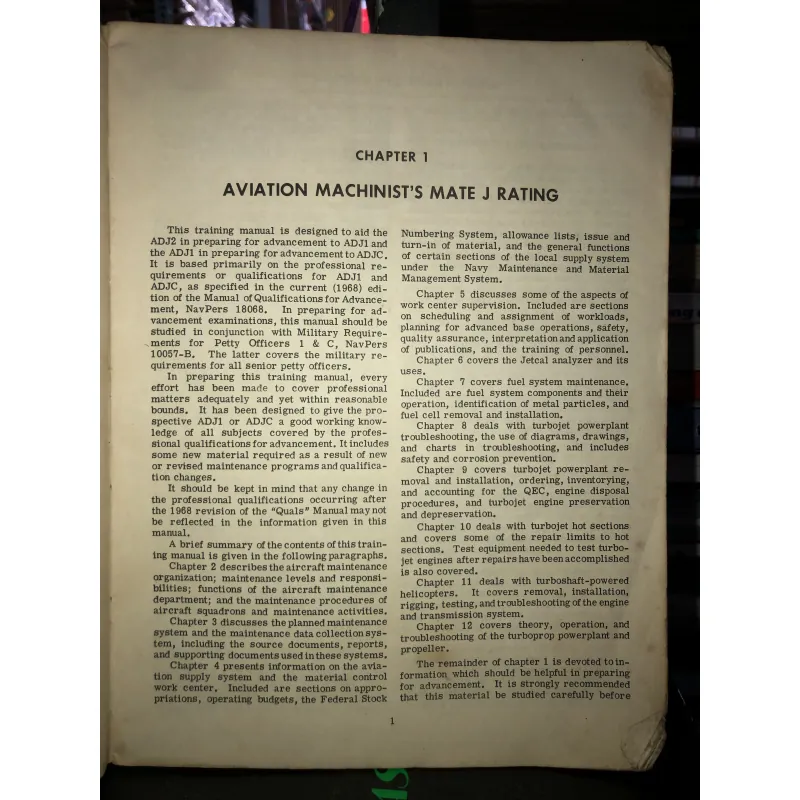 CHAPTER 1
AVIATION MACHINIST'S MATE J RATING
This training manual is designed to aid the
ADJ2 in preparing for advancement to ADJ1 and
the ADJ1 in preparing for advancement to ADJC.
It is based primarily on the professional re-
quirements or qualifications for ADJ1 and
ADJC, as specified in the current (1968) edi-
tion of the Manual of Qualifications for Advance-
ment, NavPers 18068. In preparing for ad-
vancement examinations, this manual should be
studied in conjunction with Military Require-
ments for Petty Officers 1 & C, NavPers
10057-B. The latter covers the military re-
quirements for all senior petty officers.
In preparing this training manual, every
effort has been made to cover professional
matters adequately and yet within reasonable
bounds. It has been designed to give the pro-
spective ADJ1 or ADJC a good working know-
ledge of all subjects covered by the profes-
sional qualifications for advancement. It includes
some new material required as a result of new
or revised maintenance programs and qualifica-
tion changes.
It should be kept in mind that any change in
the professional qualifications occurring after
the 1968 revision of the "Quals" Manual may not
be reflected in the information given in this
manual.
A brief summary of the contents of this train-
ing manual is given in the following paragraphs.
Chapter 2 describes the aircraft maintenance
organization; maintenance levels and responsi-
bilities; functions of the aircraft maintenance
department; and the maintenance procedures of
aircraft squadrons and maintenance activities.
Chapter 3 discusses the planned maintenance
system and the maintenance data collection sys-
tem, including the source documents, reports,
and supporting documents used in these systems.
Chapter 4 presents information on the avia-
tion supply system and the material control
work center. Included are sections on appro-
priations, operating budgets, the Federal Stock
Numbering System, allowance lists, issue and
turn-in of material, and the general functions
of certain sections of the local supply system
under the Navy Maintenance and Material
Management System.
Chapter 5 discusses some of the aspects of
work center supervision. Included are sections
on scheduling and assignment of workloads,
planning for advanced base operations, safety,
quality assurance, interpretation and application
of publications, and the training of personnel.
Chapter 6 covers the Jetcal analyzer and its
uses.
Chapter 7 covers fuel system maintenance.
Included are fuel system components and their
operation, identification of metal particles, and
fuel cell removal and installation.
Chapter 8 deals with turbojet powerplant
troubleshooting, the use of diagrams, drawings,
and charts in troubleshooting, and includes
safety and corrosion prevention.
Chapter 9 covers turbojet powerplant re-
moval and installation, ordering, inventorying,
and accounting for the QEC, engine disposal
procedures, and turbojet engine preservation
and depreservation.
Chapter 10 deals with turbojet hot sections
and covers some of the repair limits to hot
sections. Test equipment needed to test turbo-
jet engines after repairs have been accomplished
is also covered.
Chapter 11 deals with turboshaft-powered
helicopters. It covers removal, installation,
rigging, testing, and troubleshooting of the engine
and transmission system.
Chapter 12 covers theory, operation, and
troubleshooting of the turboprop powerplant and
propeller.
The remainder of chapter 1 is devoted to in-
formation which should be helpful in preparing
for advancement. It is strongly recommended
that this material be studied carefully before
1